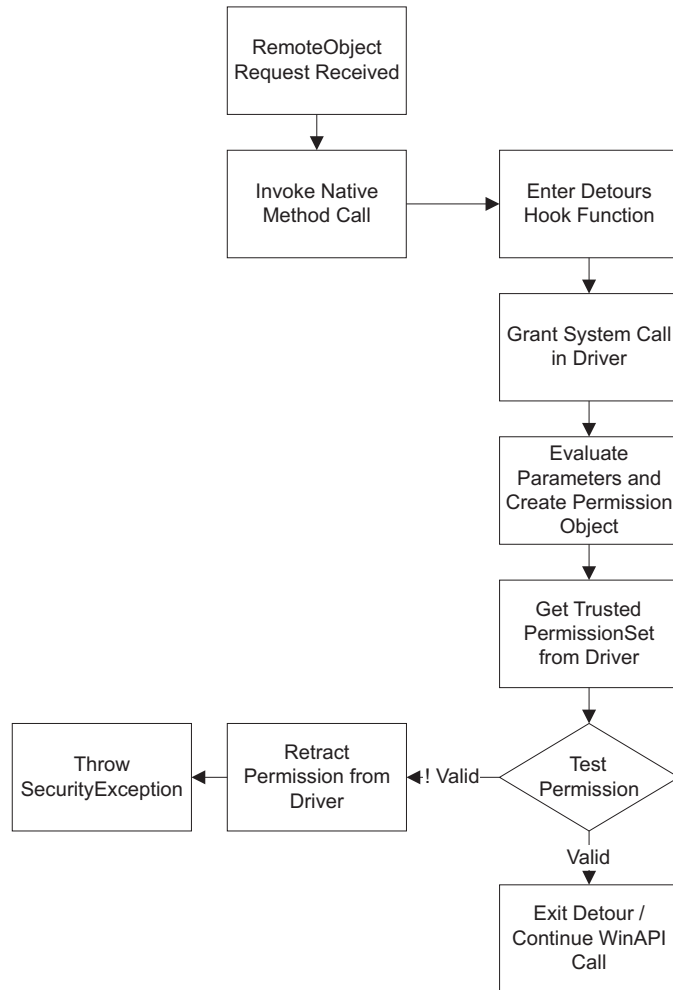 RemoteObject
Request Received
Invoke Native
Method Call
Enter Detours
Hook Function
Grant System Call
in Driver
Evaluate
Parameters and
Create Permission
Object
Get Trusted
PermissionSet
from Driver
Throw
SecurityException
Retract
Permission from
Driver
! Valid
Test
Permission
Valid
Exit Detour /
Continue WinAPI
Call